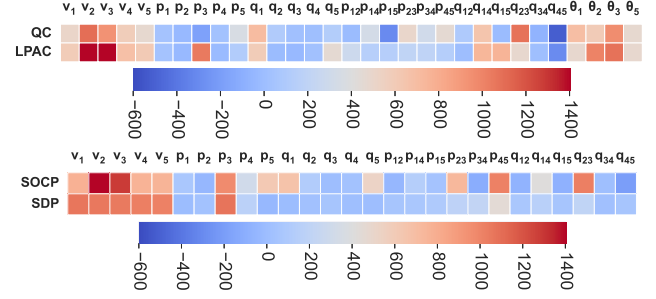 v1 v2 v3 v4 v5 p1 p2 p3 p4 p5 q1 q2 q3 q4 q5 p12 p14 p15 p23 p34 p45 q12 q14 q15 q23 q34 q45 θ1 θ2 θ3 θ5
QC
LPAC
−600 −400 −200 0 200 400 600 800 1000 1200 1400
v1 v2 v3 v4 v5 p1 p2 p3 p4 p5 q1 q2 q3 q4 q5 p12 p14 p15 p23 p34 p45 q12 q14 q15 q23 q34 q45
SOCP
SDP
−600 −400 −200 0 200 400 600 800 1000 1200 1400